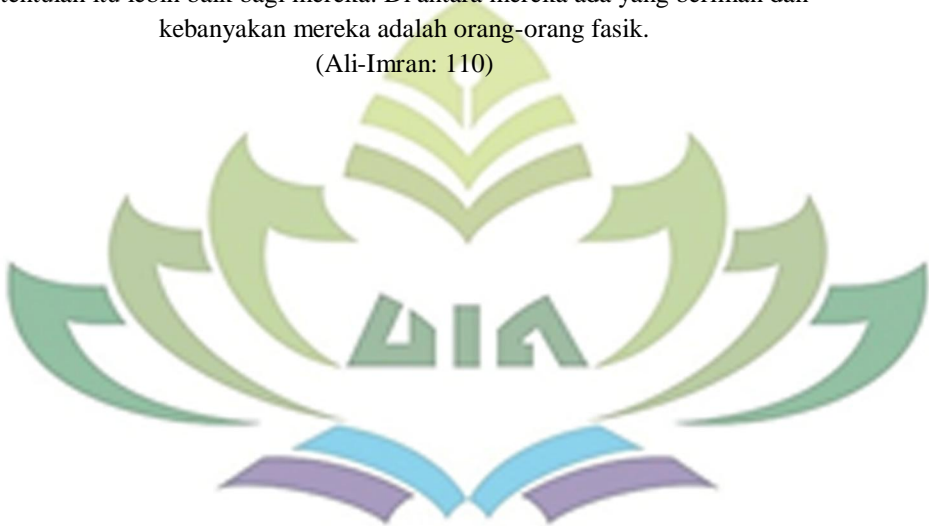 tentulah itu lebih baik bagi mereka. Di antara mereka ada yang beriman dan
kebanyakan mereka adalah orang-orang fasik.
(Ali-Imran: 110)
UIN